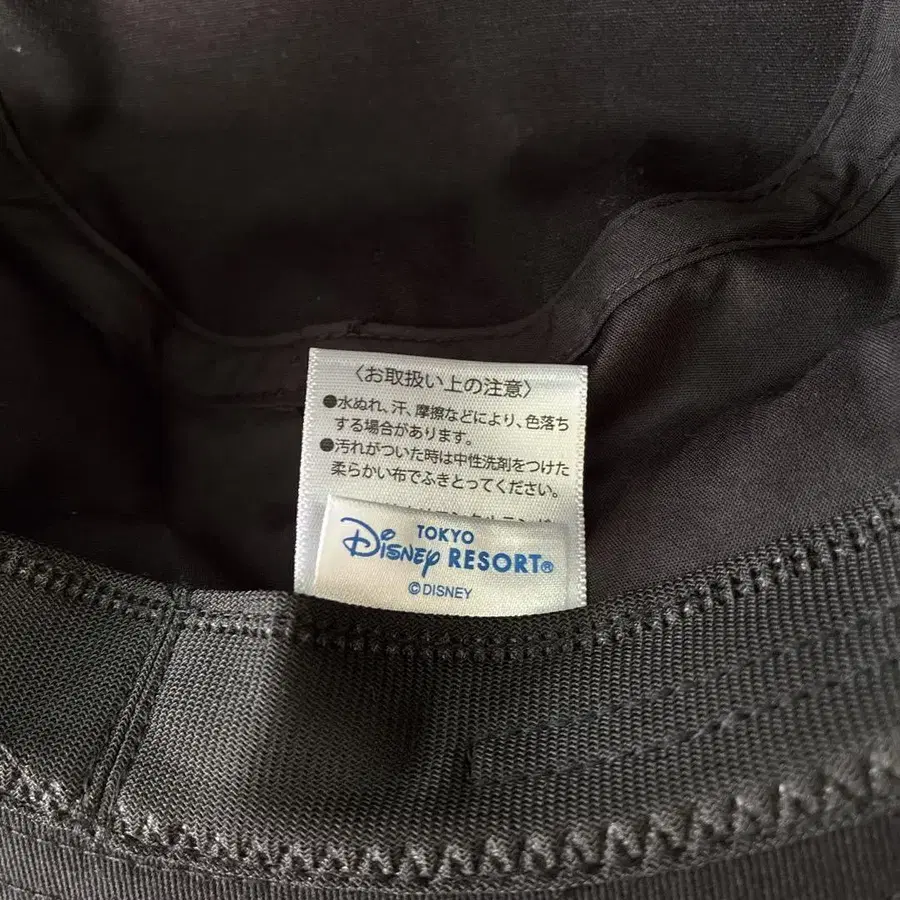 〈お取扱い上の注意〉
●水ぬれ、汗、摩擦などにより、色落ち
する場合があります。
●汚れがついた時は中性洗剤をつけた
柔らかい布でふきとってください。
TOKYO
Disney RESORT®
©DISNEY